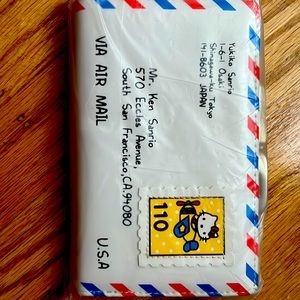 Yukiko Sanrio
1-6-1 Osaki
Shinagawa-ku Tokyo
141-8603 JAPAN
Mr. Ken Sanrio
570 Eccles Avenue,
South San Francisco,CA.94080
U.S.A
VIA AIR MAIL
110